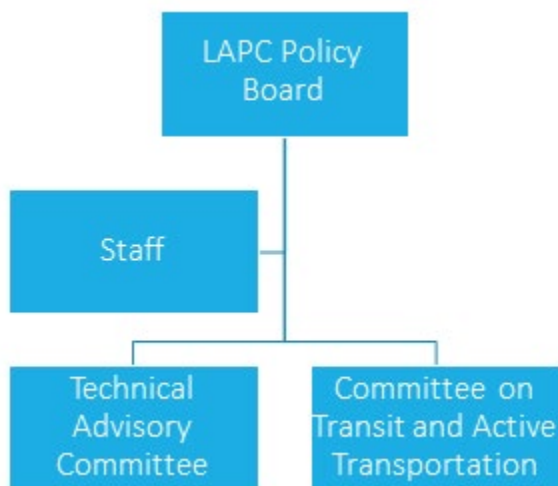 LAPC Policy
Board
Staff
Technical
Advisory
Committee
Committee on
Transit and Active
Transportation